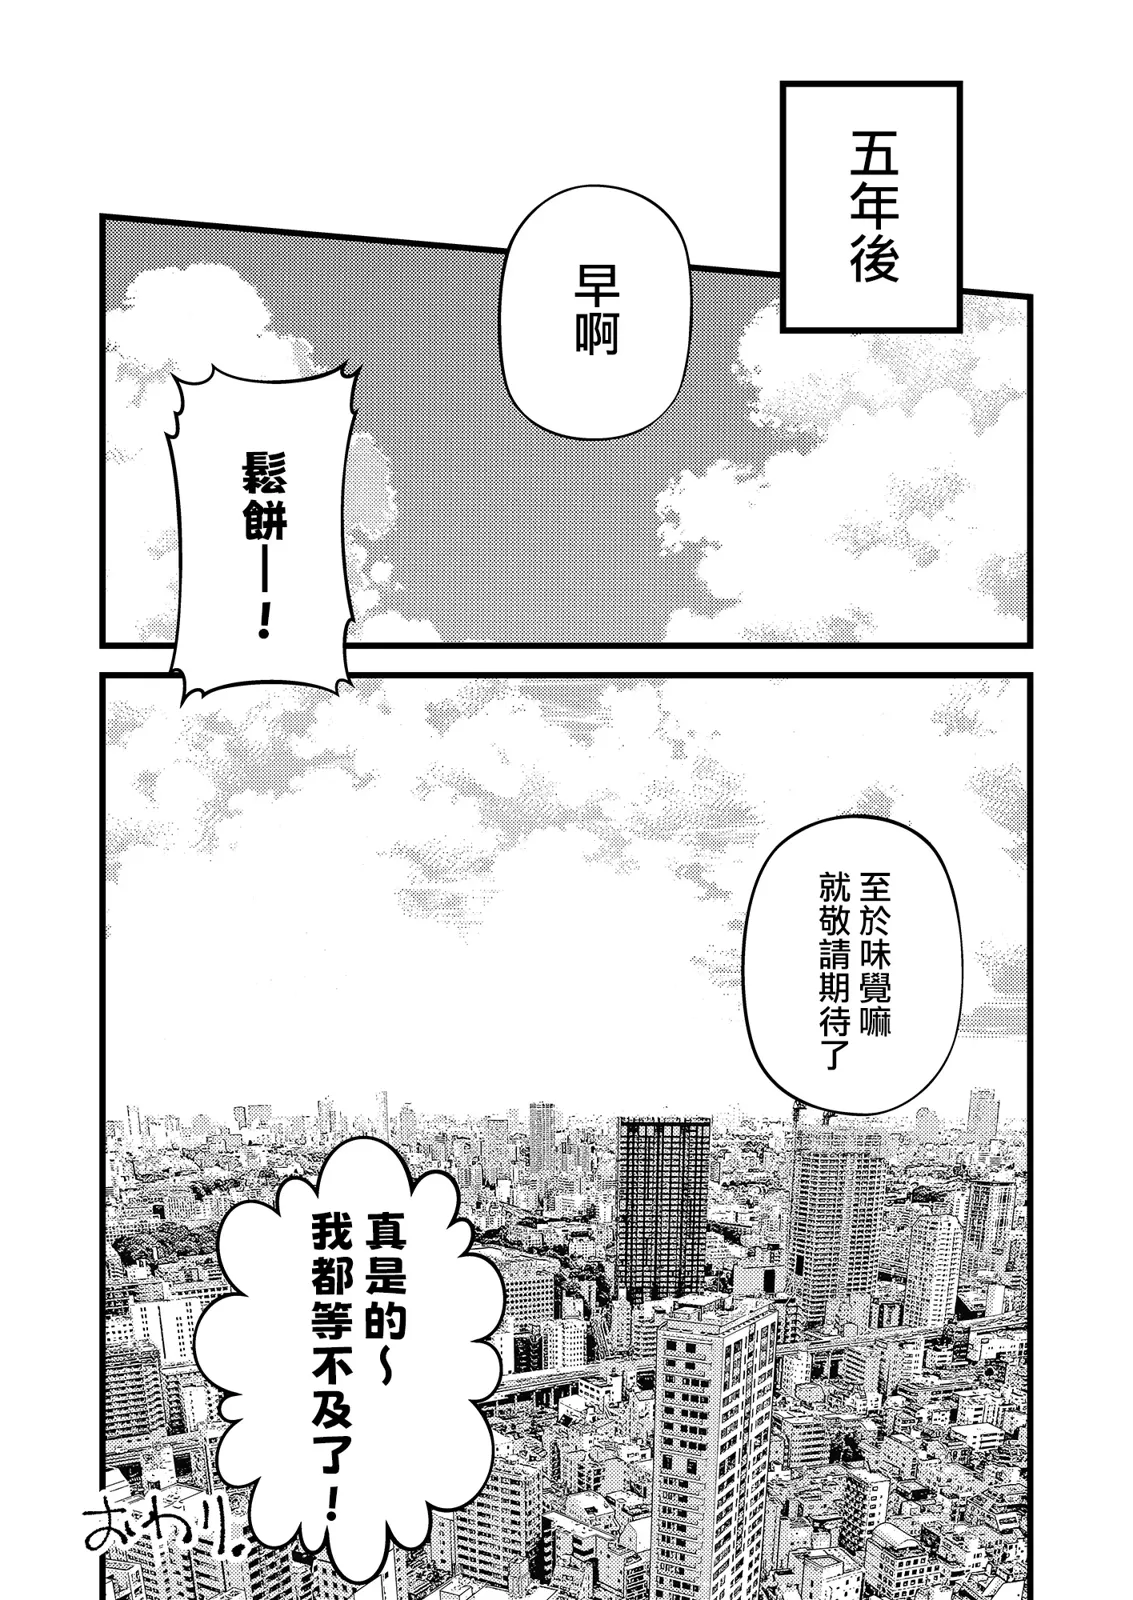 五年後
早啊
鬆餅—！
至於味覺嘛
就敬請期待了
真是的～
我都等不及了！
おわり。